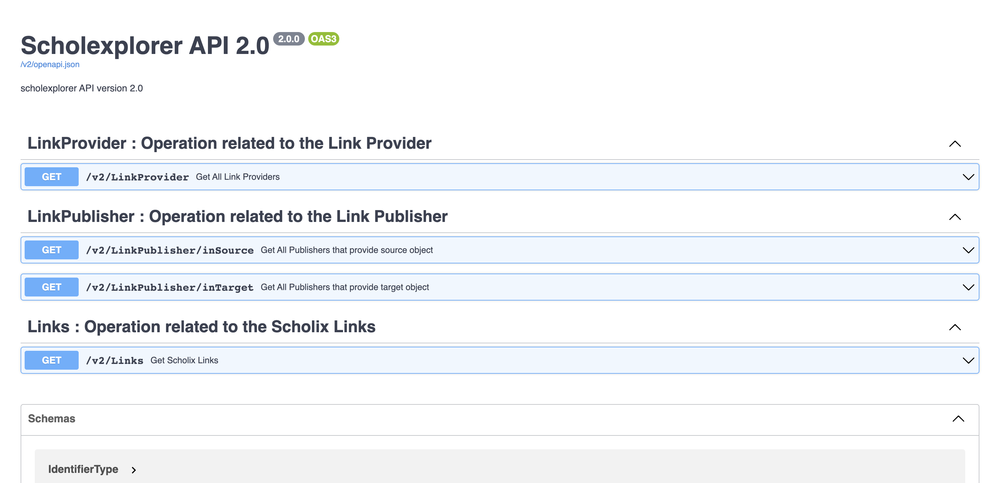 Scholexplorer API 2.0 2.0.0 OAS3
/v2/openapi.json
scholexplorer API version 2.0
LinkProvider : Operation related to the Link Provider
GET /v2/LinkProvider Get All Link Providers
LinkPublisher : Operation related to the Link Publisher
GET /v2/LinkPublisher/inSource Get All Publishers that provide source object
GET /v2/LinkPublisher/inTarget Get All Publishers that provide target object
Links : Operation related to the Scholix Links
GET /v2/Links Get Scholix Links
Schemas
IdentifierType